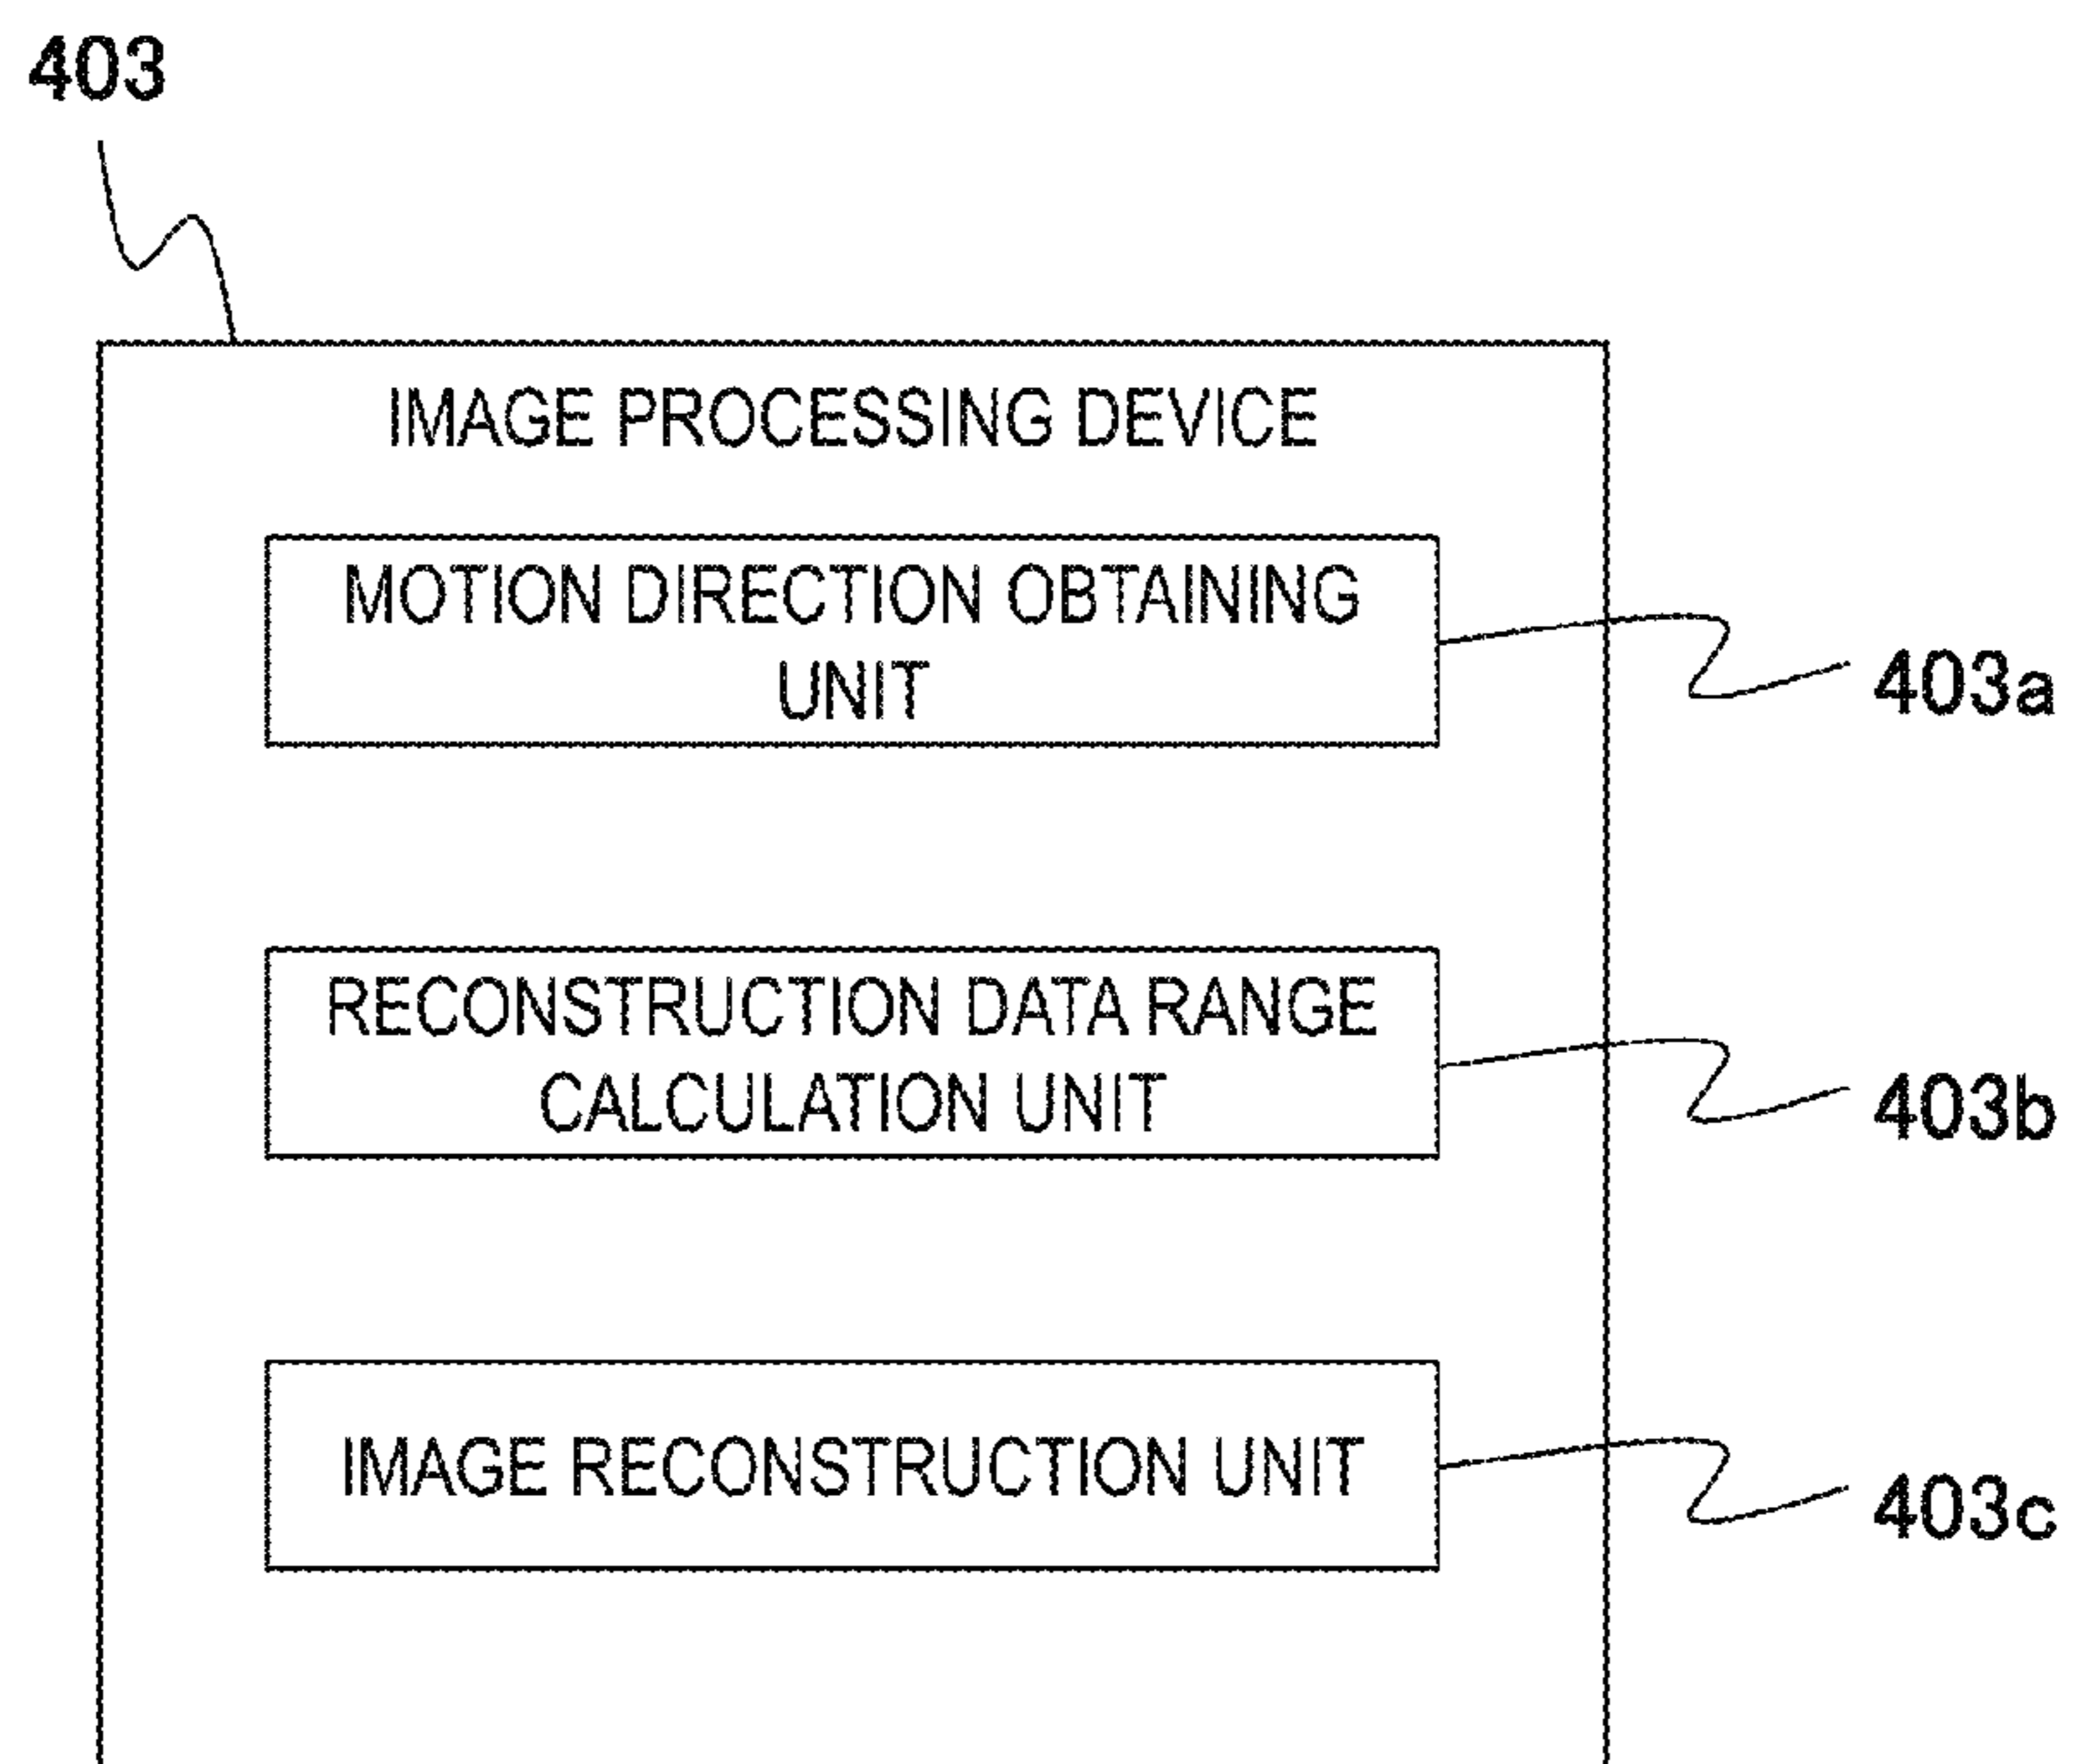 403
IMAGE PROCESSING DEVICE
MOTION DIRECTION OBTAINING
UNIT
403a
RECONSTRUCTION DATA RANGE
CALCULATION UNIT
403b
IMAGE RECONSTRUCTION UNIT
403c